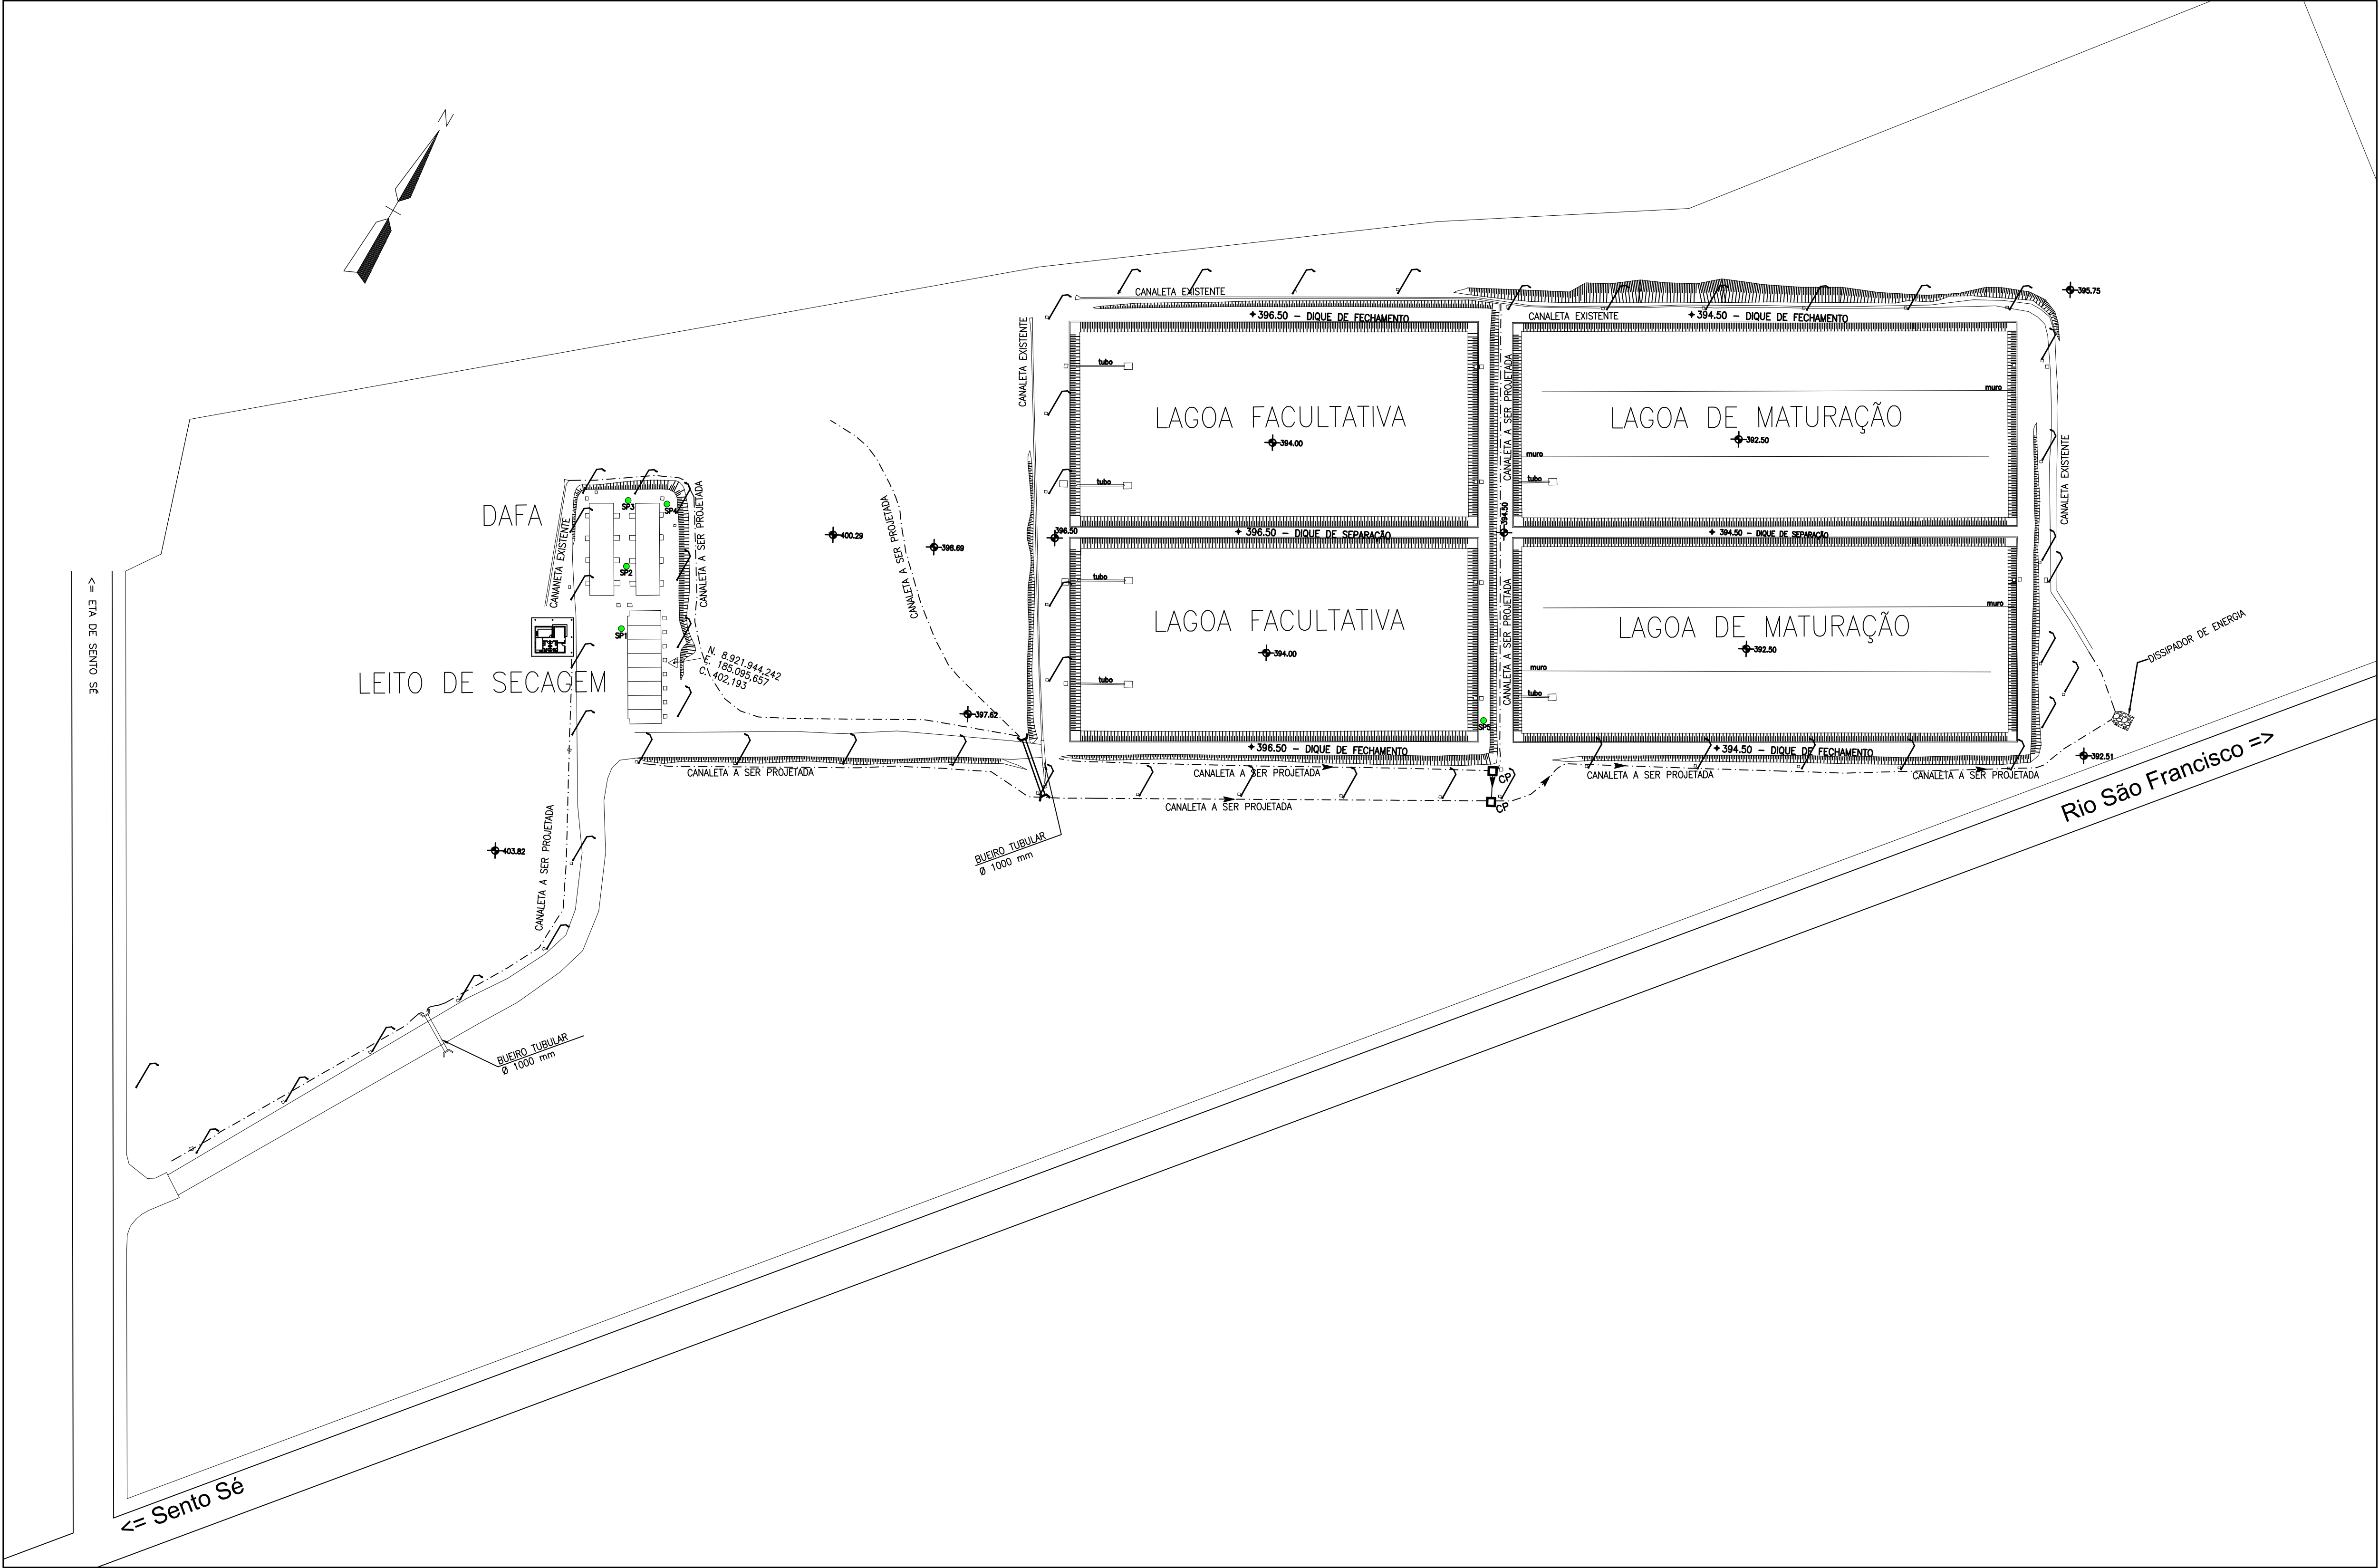 N
CANALETA EXISTENTE
395.75
396.50 - DIQUE DE FECHAMENTO
CANALETA EXISTENTE
394.50 - DIQUE DE FECHAMENTO
CANALETA EXISTENTE
tubo
CANALETA A SER PROJETADA
muro
LAGOA FACULTATIVA
394.00
LAGOA DE MATURAÇÃO
392.50
muro
tubo
tubo
CANALETA EXISTENTE
DAFA
SP3
SP4
CANALETA A SER PROJETADA
CANANETA EXISTENTE
CANALETA A SER PROJETADA
400.29
398.69
396.50
396.50 - DIQUE DE SEPARAÇÃO
394.50
394.50 - DIQUE DE SEPARAÇÃO
SP2
tubo
CANALETA A SER PROJETADA
muro
<= ETA DE SENTO SÉ
SP1
LAGOA FACULTATIVA
394.00
LAGOA DE MATURAÇÃO
392.50
DISSIPADOR DE ENERGIA
LEITO DE SECAGEM
N. 8.921.944,242
E. 185,095,657
C. 402,193
tubo
muro
tubo
397.62
SP5
396.50 - DIQUE DE FECHAMENTO
394.50 - DIQUE DE FECHAMENTO
392.51
CANALETA A SER PROJETADA
CANALETA A SER PROJETADA
CP
CANALETA A SER PROJETADA
CANALETA A SER PROJETADA
CANALETA A SER PROJETADA
CP
Rio São Francisco =>
403.82
CANALETA A SER PROJETADA
BUEIRO TUBULAR
Ø 1000 mm
BUEIRO TUBULAR
Ø 1000 mm
<= Sento Sé